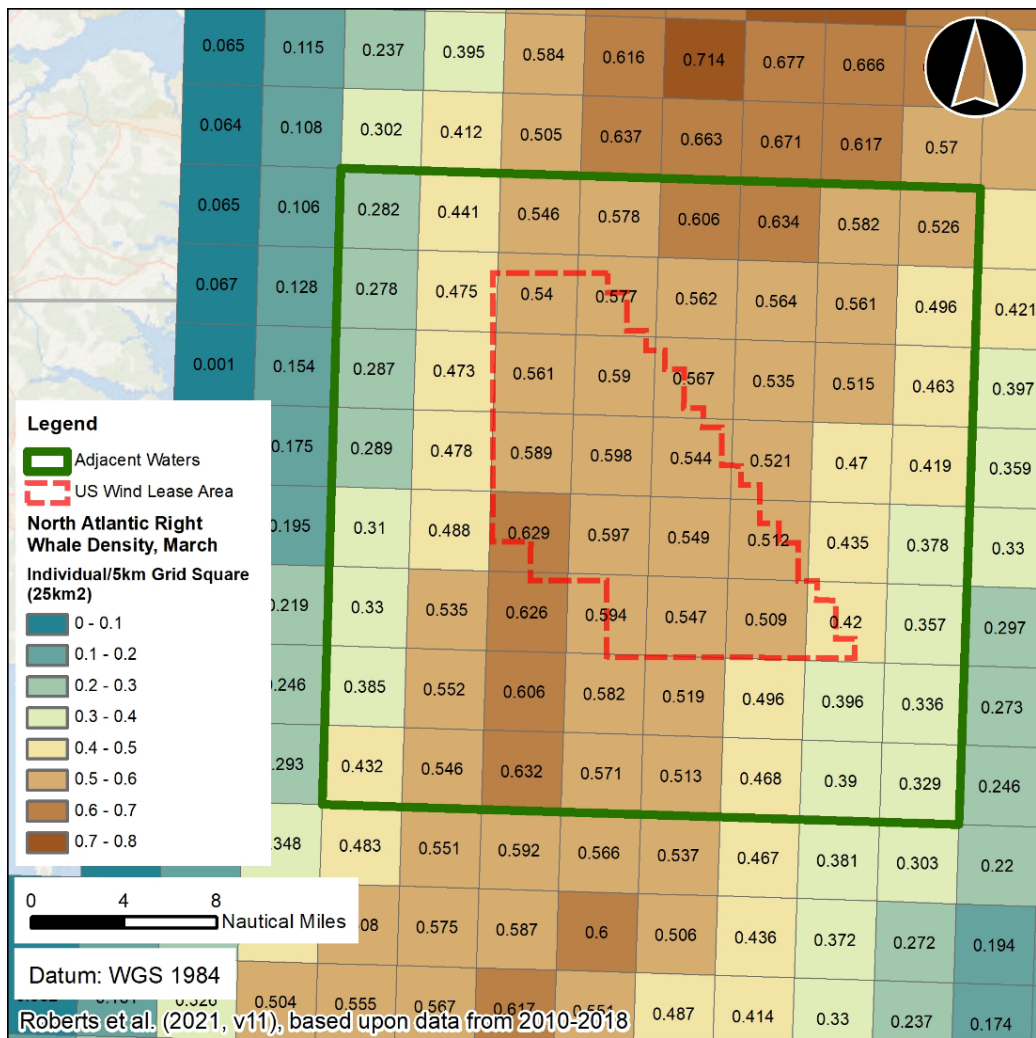 0.065 0.115 0.237 0.395 0.584 0.616 0.714 0.677 0.666
0.064 0.108 0.302 0.412 0.505 0.637 0.663 0.671 0.617 0.57
0.065 0.106 0.282 0.441 0.546 0.578 0.606 0.634 0.582 0.526
0.067 0.128 0.278 0.475 0.54 0.577 0.562 0.564 0.561 0.496 0.421
0.001 0.154 0.287 0.473 0.561 0.59 0.567 0.535 0.515 0.463 0.397
0.175 0.289 0.478 0.589 0.598 0.544 0.521 0.47 0.419 0.359
0.195 0.31 0.488 0.629 0.597 0.549 0.512 0.435 0.378 0.33
0.219 0.33 0.535 0.626 0.594 0.547 0.509 0.42 0.357 0.297
0.246 0.385 0.552 0.606 0.582 0.519 0.496 0.396 0.336 0.273
0.293 0.432 0.546 0.632 0.571 0.513 0.468 0.39 0.329 0.246
.348 0.483 0.551 0.592 0.566 0.537 0.467 0.381 0.303 0.22
0.575 0.587 0.6 0.506 0.436 0.372 0.272 0.194
0.326 0.504 0.555 0.567 0.617 0.551 0.487 0.414 0.33 0.237 0.174
Legend
Adjacent Waters
US Wind Lease Area
North Atlantic Right
Whale Density, March
Individual/5km Grid Square
(25km2)
0 - 0.1
0.1 - 0.2
0.2 - 0.3
0.3 - 0.4
0.4 - 0.5
0.5 - 0.6
0.6 - 0.7
0.7 - 0.8
0 4 8
Nautical Miles
Datum: WGS 1984
Roberts et al. (2021, v11), based upon data from 2010-2018